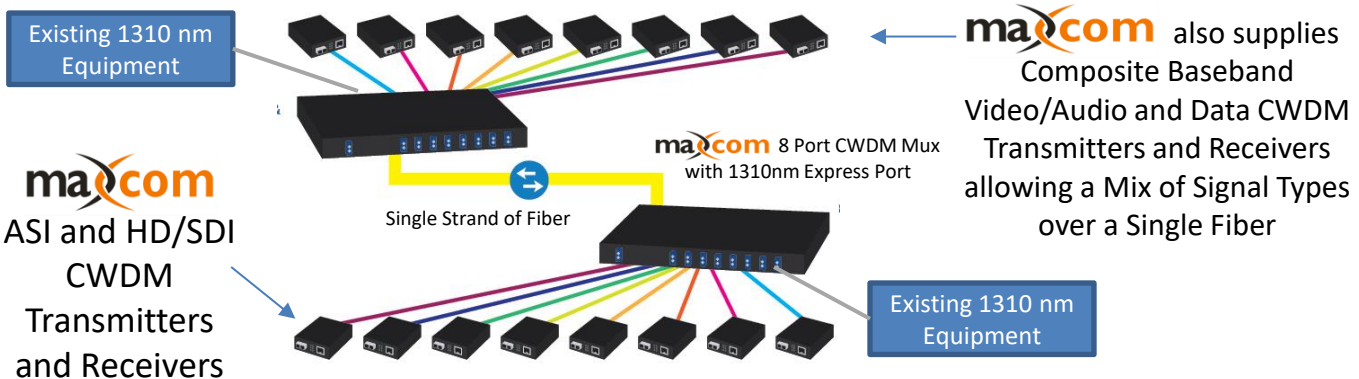 Existing 1310 nm
Equipment
maxcom also supplies
Composite Baseband
Video/Audio and Data CWDM
Transmitters and Receivers
allowing a Mix of Signal Types
over a Single Fiber
maxcom 8 Port CWDM Mux
with 1310nm Express Port
Single Strand of Fiber
maxcom
ASI and HD/SDI
CWDM
Transmitters
and Receivers
Existing 1310 nm
Equipment